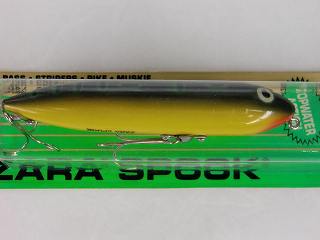 BASS • STRIPERS • PIKE • MUSKIE
TOPWATER
ZARA SPOOK